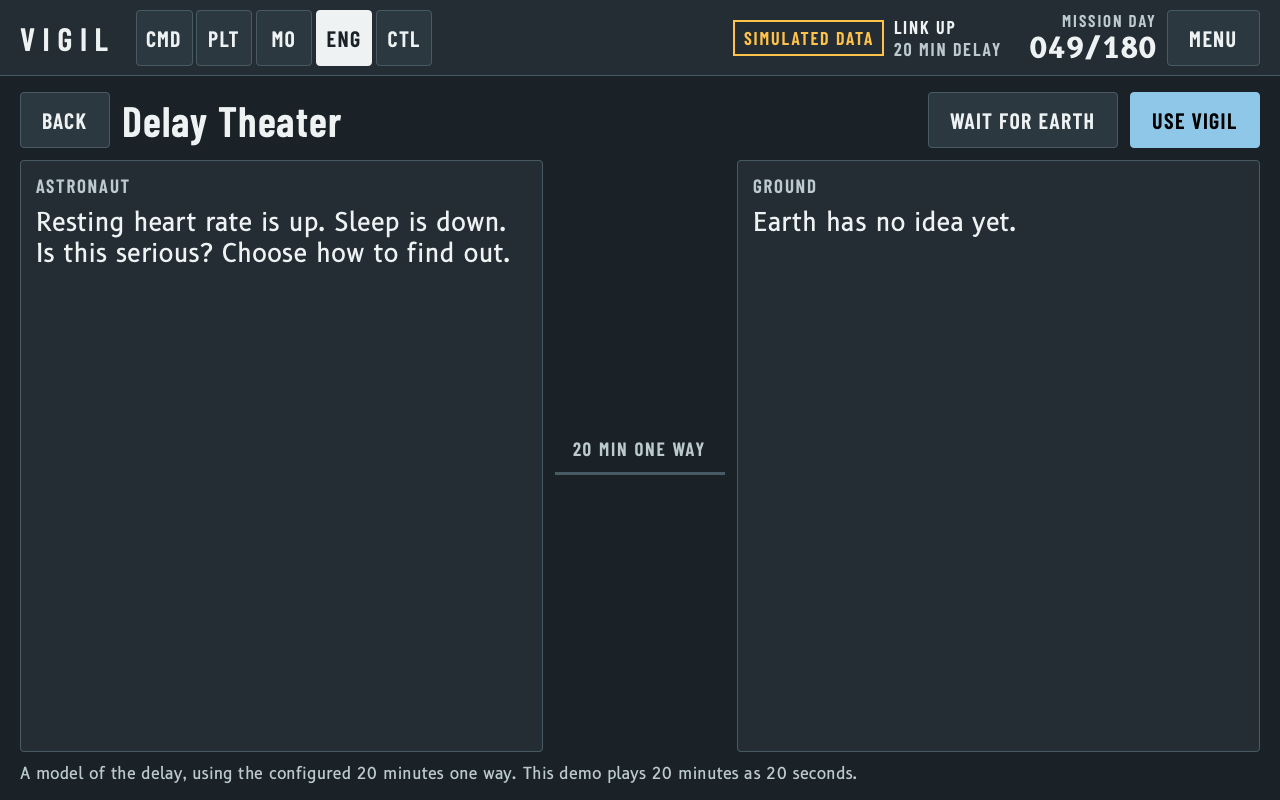 VIGIL
CMD
PLT
MO
ENG
CTL
SIMULATED DATA
LINK UP
20 MIN DELAY
MISSION DAY
049/180
MENU
BACK
Delay Theater
WAIT FOR EARTH
USE VIGIL
ASTRONAUT
Resting heart rate is up. Sleep is down.
Is this serious? Choose how to find out.
20 MIN ONE WAY
GROUND
Earth has no idea yet.
A model of the delay, using the configured 20 minutes one way. This demo plays 20 minutes as 20 seconds.